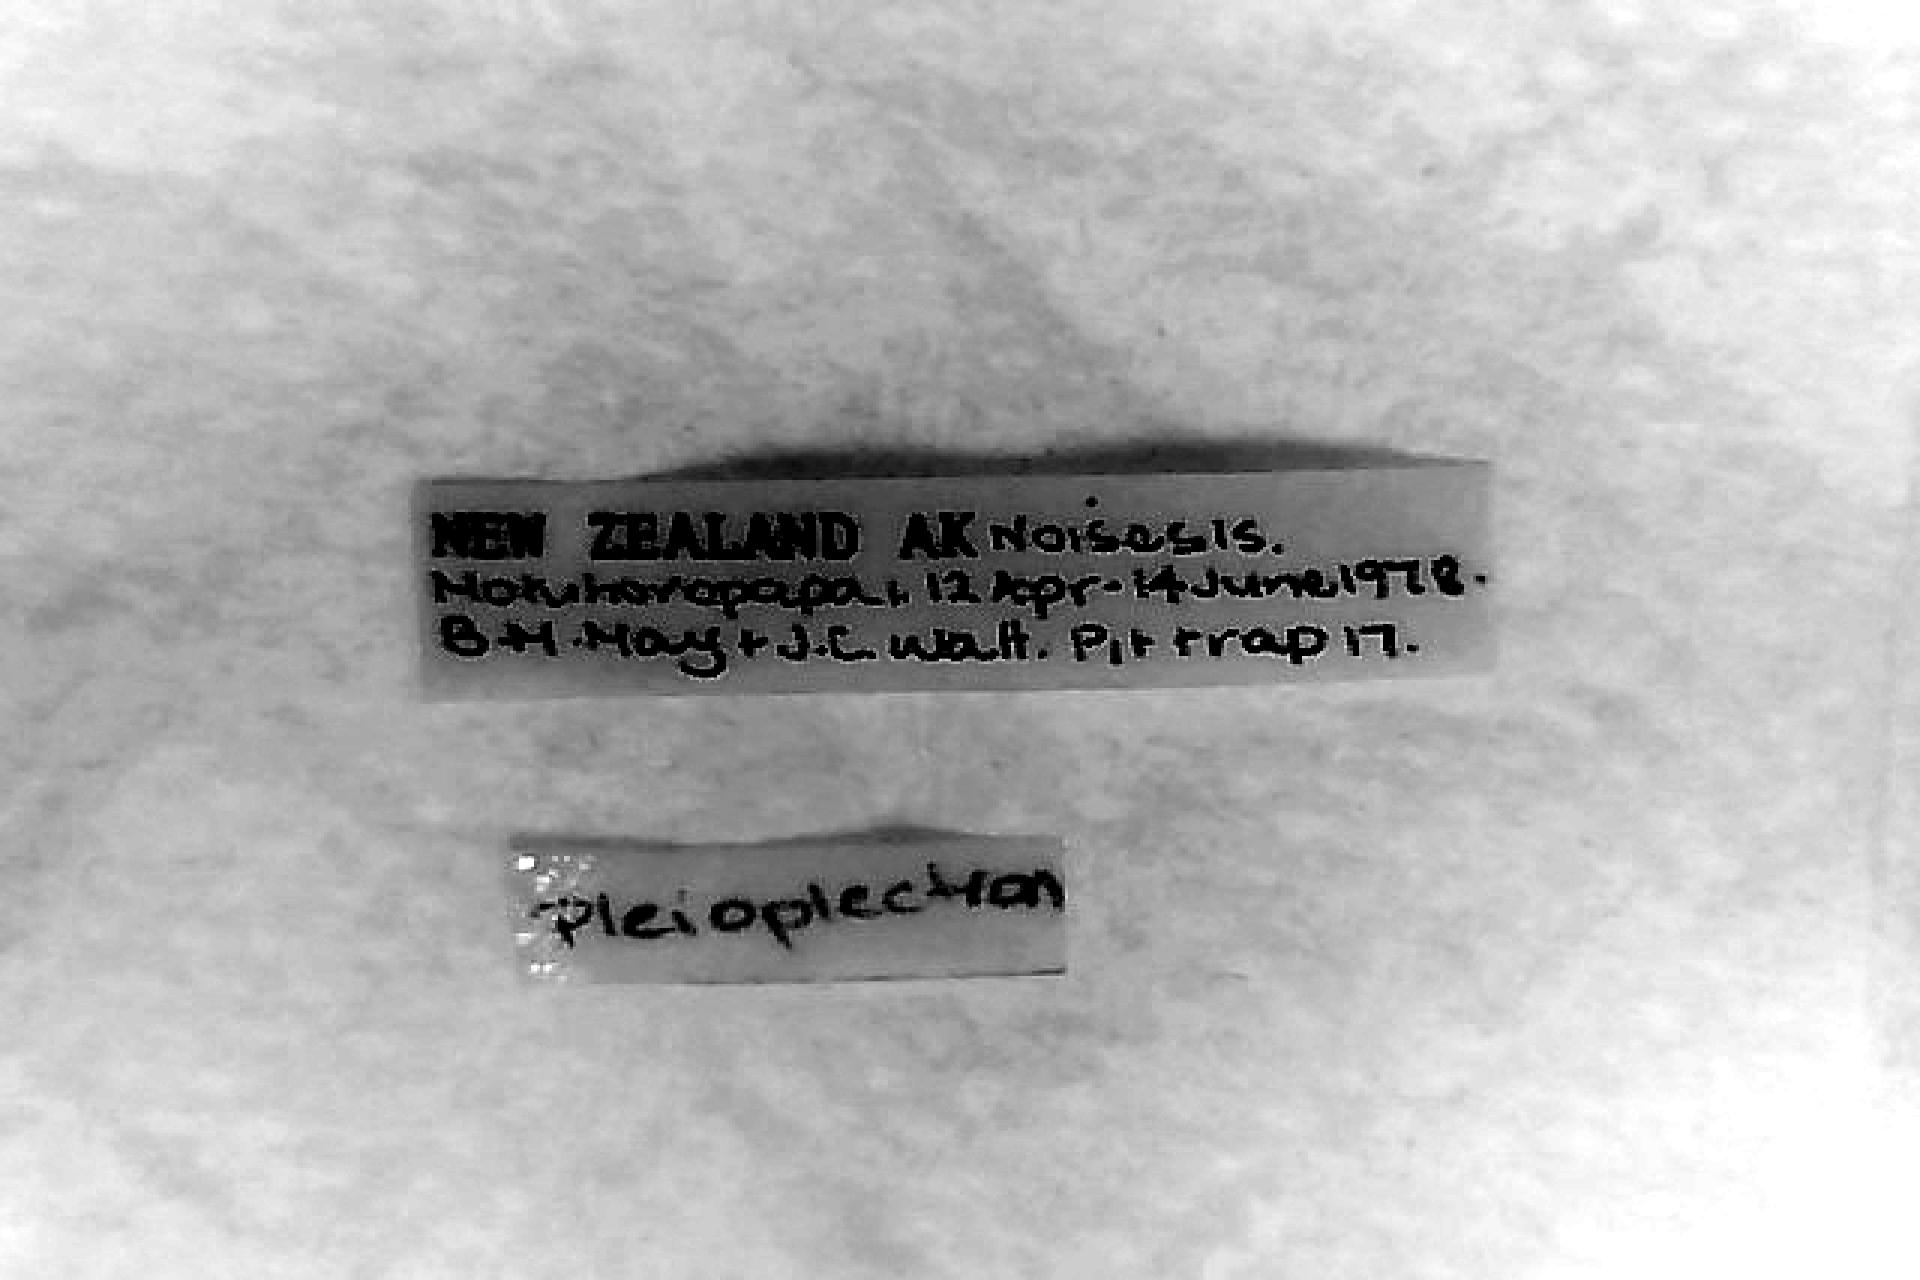 NEW ZEALAND AK Noises Is.
Motuhoropapa, 12 Apr-14 June 1978.
B.M. May + J.C. Watt. Pit trap 17.
Pleioplectron